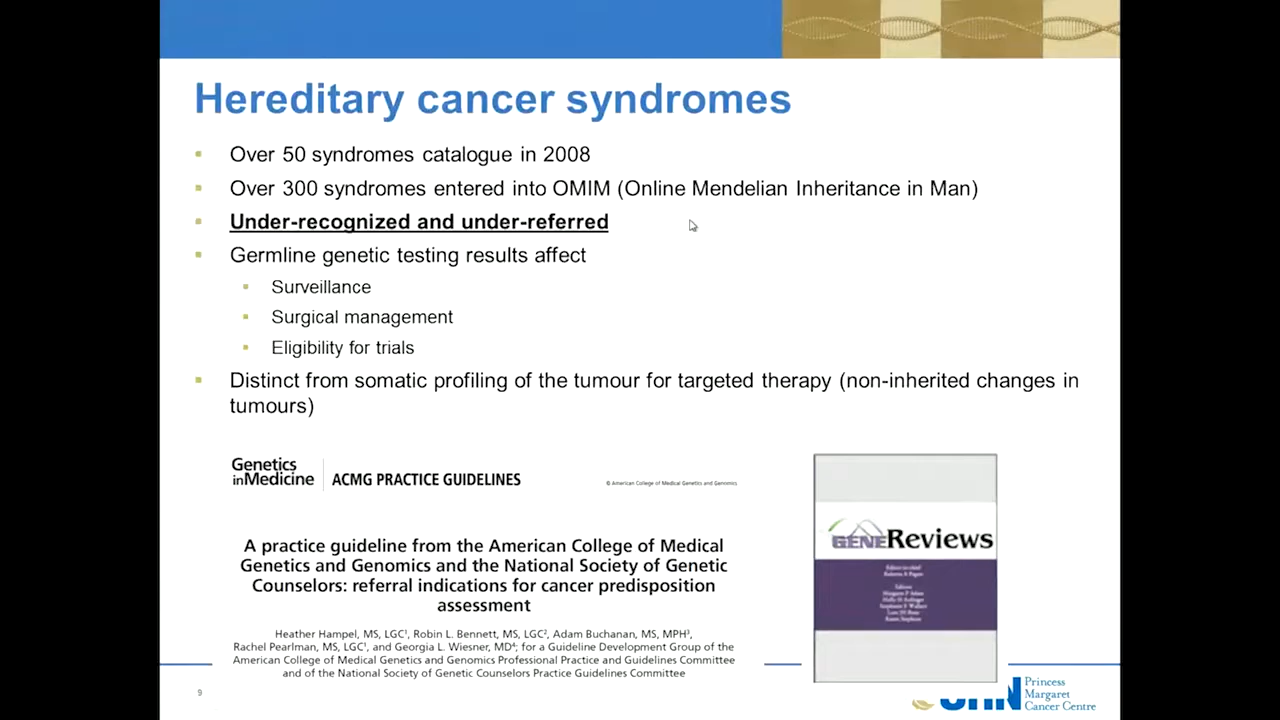 Hereditary cancer syndromes
Over 50 syndromes catalogue in 2008
Over 300 syndromes entered into OMIM (Online Mendelian Inheritance in Man)
Under-recognized and under-referred
Germline genetic testing results affect
Surveillance
Surgical management
Eligibility for trials
Distinct from somatic profiling of the tumour for targeted therapy (non-inherited changes in
tumours)
Genetics
inMedicine
ACMG PRACTICE GUIDELINES
© American College of Medical Genetics and Genomics
A practice guideline from the American College of Medical
Genetics and Genomics and the National Society of Genetic
Counselors: referral indications for cancer predisposition
assessment
Heather Hampel, MS, LGC¹, Robin L. Bennett, MS, LGC², Adam Buchanan, MS, MPH³,
Rachel Pearlman, MS, LGC¹, and Georgia L. Wiesner, MD⁴; for a Guideline Development Group of the
American College of Medical Genetics and Genomics Professional Practice and Guidelines Committee
and of the National Society of Genetic Counselors Practice Guidelines Committee
GENEReviews
9
Princess
Margaret
Cancer Centre